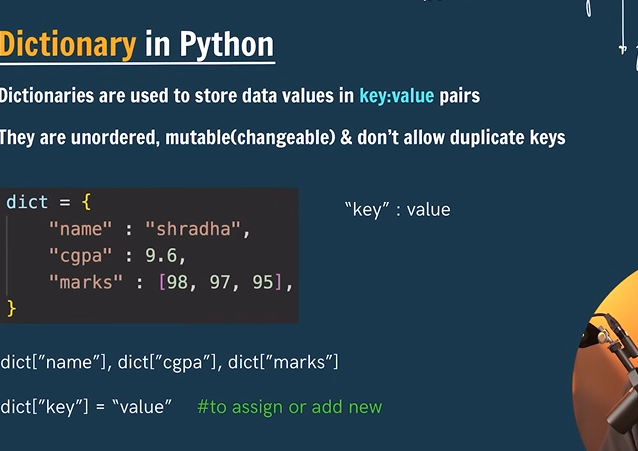 Dictionary in Python
Dictionaries are used to store data values in key:value pairs
They are unordered, mutable(changeable) & don't allow duplicate keys
dict = {
"name" : "shradha",
"cgpa" : 9.6,
"marks" : [98, 97, 95],
}
"key" : value
dict["name"], dict["cgpa"], dict["marks"]
dict["key"] = "value" #to assign or add new